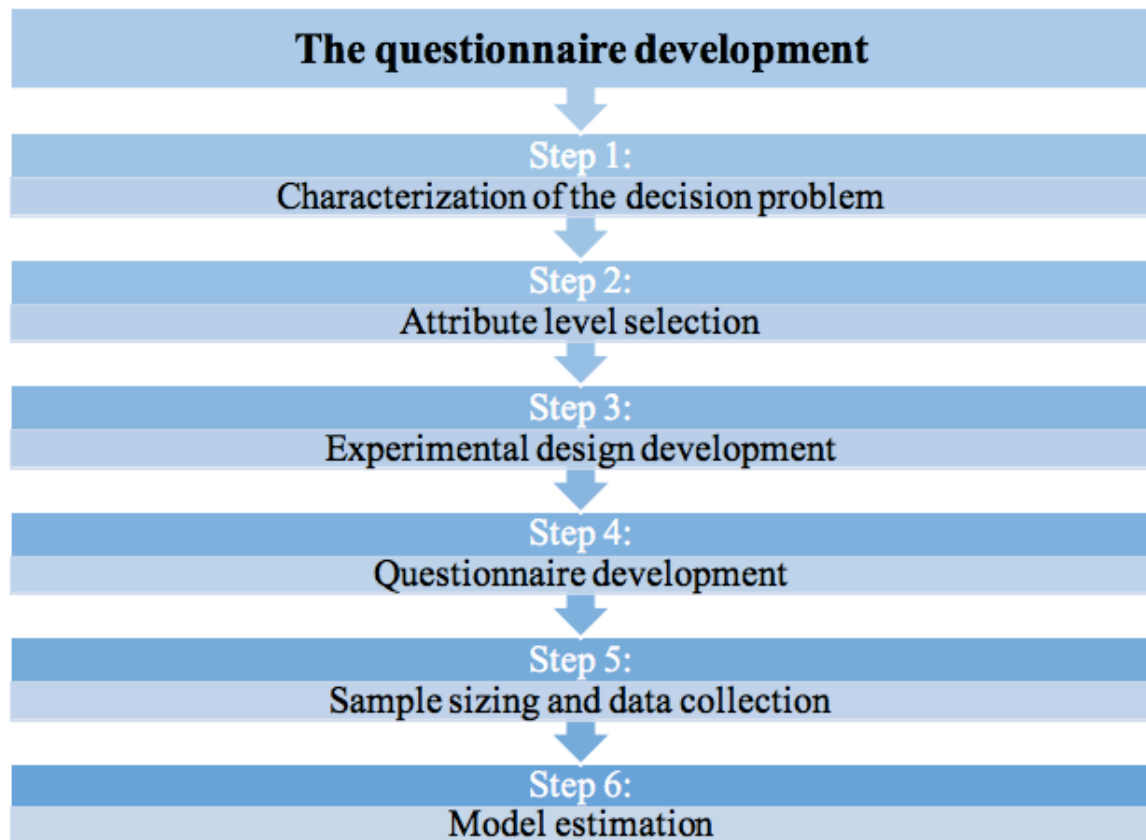 The questionnaire development
Step 1:
Characterization of the decision problem
Step 2:
Attribute level selection
Step 3:
Experimental design development
Step 4:
Questionnaire development
Step 5:
Sample sizing and data collection
Step 6:
Model estimation